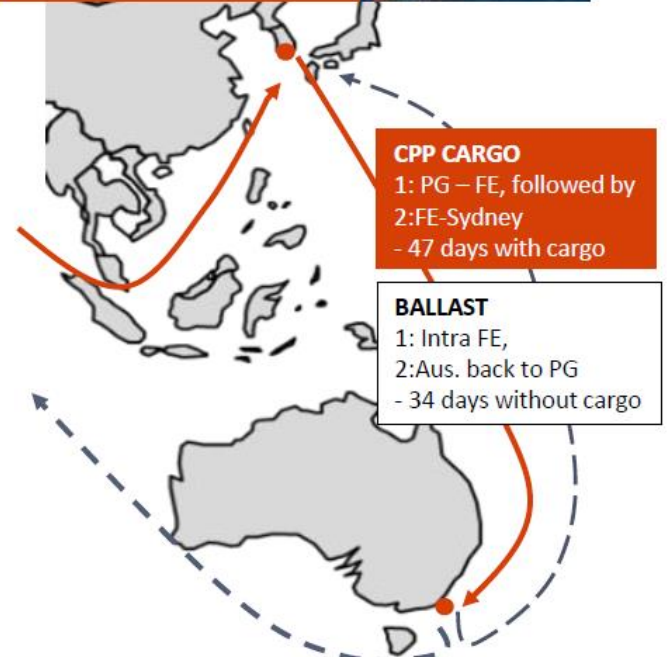 CPP CARGO
1: PG – FE, followed by
2:FE-Sydney
- 47 days with cargo
BALLAST
1: Intra FE,
2:Aus. back to PG
- 34 days without cargo